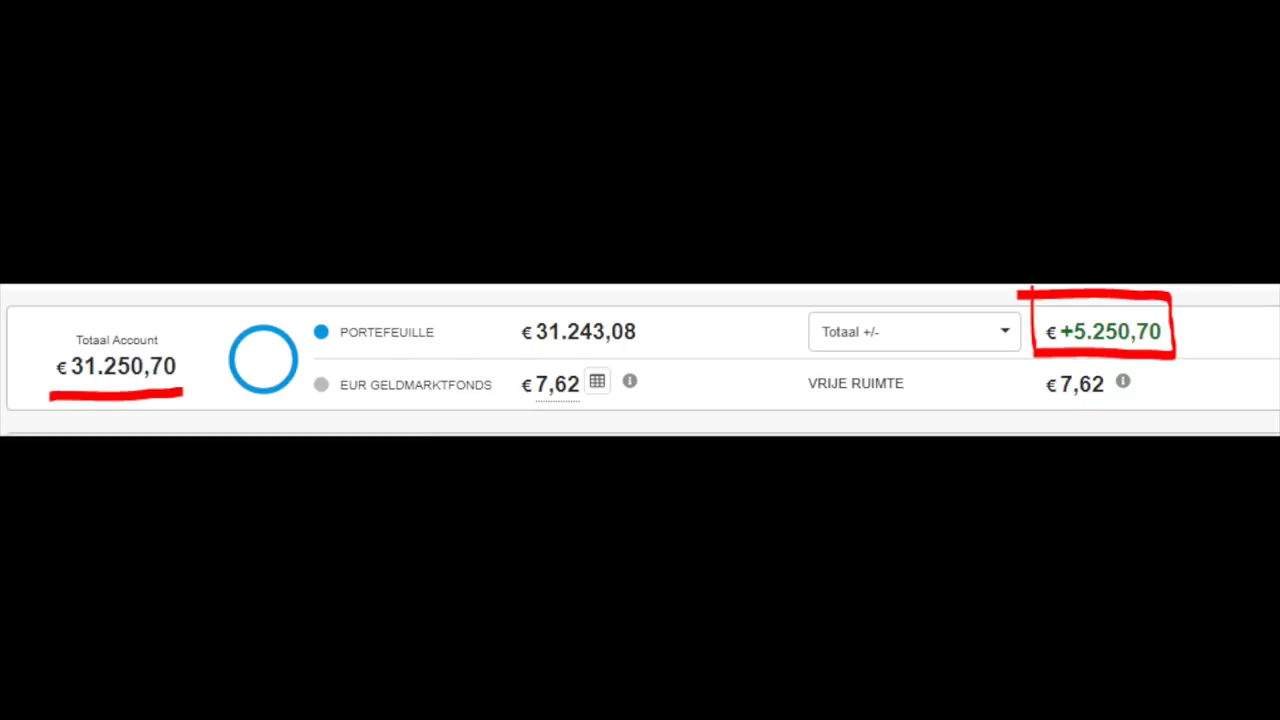 Totaal Account
€ 31.250,70
PORTEFEUILLE € 31.243,08
EUR GELDMARKTFONDS € 7,62
Totaal +/- € +5.250,70
VRIJE RUIMTE € 7,62